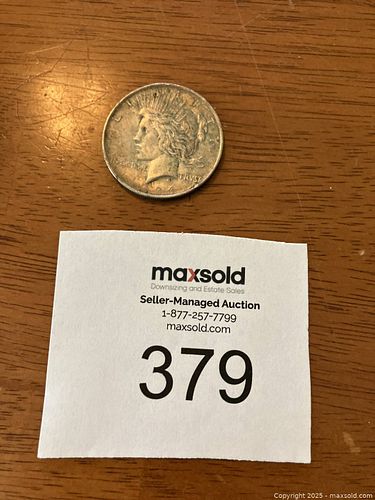 maxsold
Downsizing and Estate Sales
Seller-Managed Auction
1-877-257-7799
maxsold.com
379
Copyright 2025 - maxsold.com